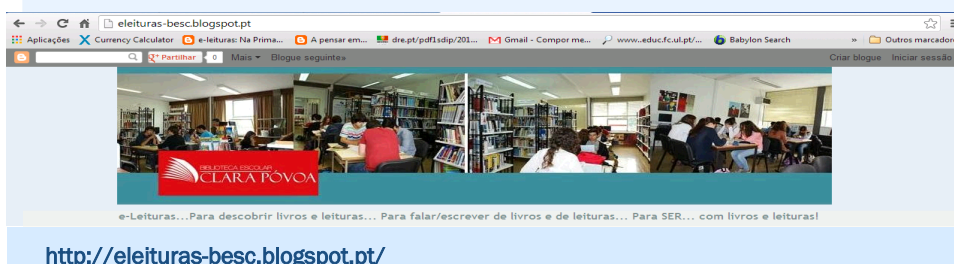 eleituras-besc.blogspot.pt
Aplicações Currency Calculator e-leituras: Na Prima... A pensar em... dre.pt/pdf1sdip/201... Gmail - Compor me... www..educ.fc.ul.pt/... Babylon Search » Outros marcadore
Partilhar 0 Mais Blogue seguinte» Criar blogue Iniciar sessão
BIBLIOTECA ESCOLAR
CLARA PÓVOA
e-Leituras...Para descobrir livros e leituras... Para falar/escrever de livros e de leituras... Para SER... com livros e leituras!
http://eleituras-besc.blogspot.pt/